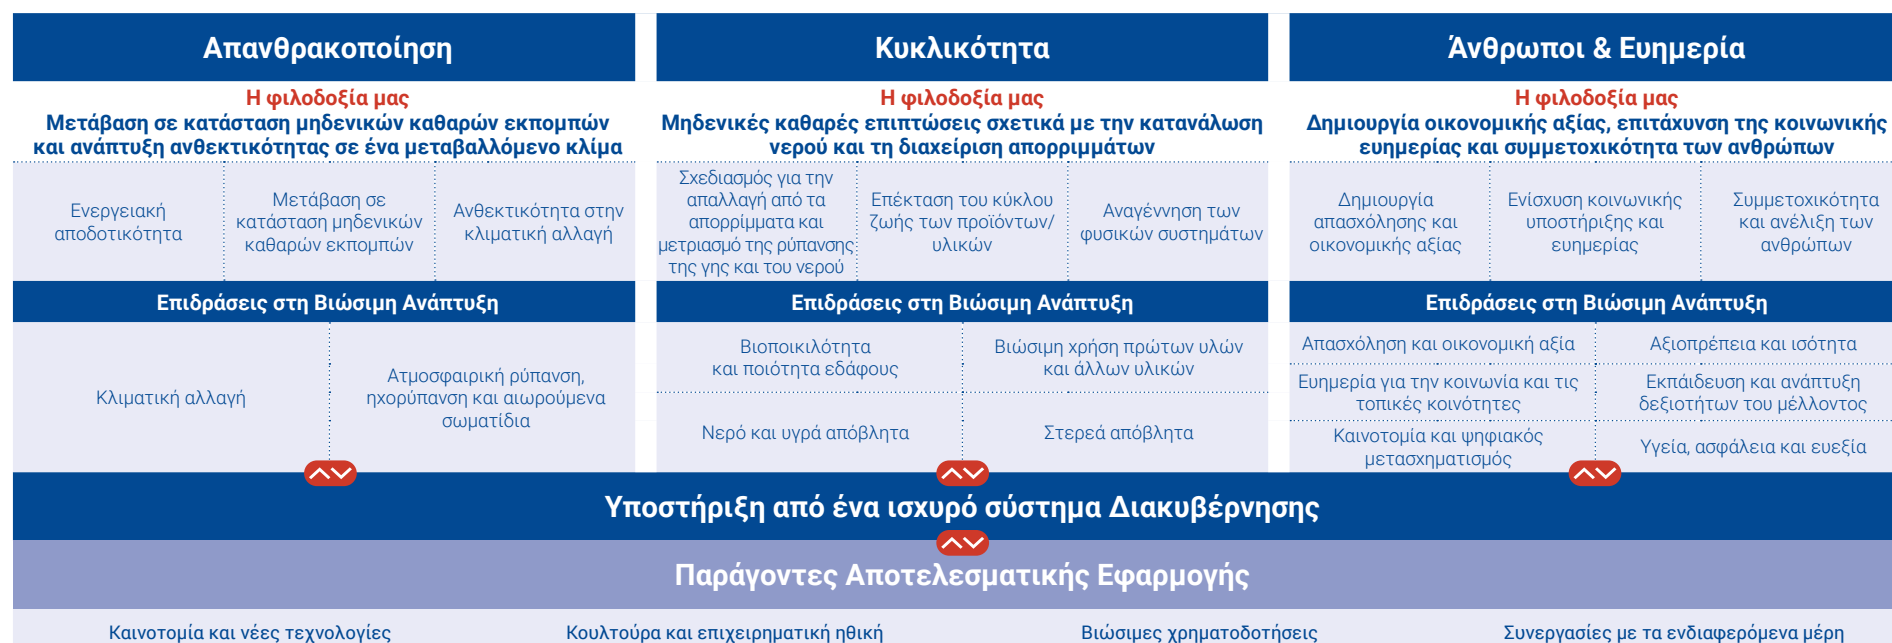 Απανθρακοποίηση
Η φιλοδοξία μας
Μετάβαση σε κατάσταση μηδενικών καθαρών εκπομπών
και ανάπτυξη ανθεκτικότητας σε ένα μεταβαλλόμενο κλίμα
Ενεργειακή
αποδοτικότητα
Μετάβαση σε
κατάσταση μηδενικών
καθαρών εκπομπών
Ανθεκτικότητα στην
κλιματική αλλαγή
Επιδράσεις στη Βιώσιμη Ανάπτυξη
Κλιματική αλλαγή
Ατμοσφαιρική ρύπανση,
ηχορύπανση και αιωρούμενα
σωματίδια
Κυκλικότητα
Η φιλοδοξία μας
Μηδενικές καθαρές επιπτώσεις σχετικά με την κατανάλωση
νερού και τη διαχείριση απορριμμάτων
Σχεδιασμός για την
απαλλαγή από τα
απορρίμματα και
μετριασμό της ρύπανσης
της γης και του νερού
Επέκταση του κύκλου
ζωής των προϊόντων/
υλικών
Αναγέννηση των
φυσικών συστημάτων
Επιδράσεις στη Βιώσιμη Ανάπτυξη
Βιοποικιλότητα
και ποιότητα εδάφους
Βιώσιμη χρήση πρώτων υλών
και άλλων υλικών
Νερό και υγρά απόβλητα
Στερεά απόβλητα
Άνθρωποι & Ευημερία
Η φιλοδοξία μας
Δημιουργία οικονομικής αξίας, επιτάχυνση της κοινωνικής
ευημερίας και συμμετοχικότητα των ανθρώπων
Δημιουργία
απασχόλησης και
οικονομικής αξίας
Ενίσχυση κοινωνικής
υποστήριξης και
ευημερίας
Συμμετοχικότητα
και ανέλιξη των
ανθρώπων
Επιδράσεις στη Βιώσιμη Ανάπτυξη
Απασχόληση και οικονομική αξία
Αξιοπρέπεια και ισότητα
Ευημερία για την κοινωνία και τις
τοπικές κοινότητες
Εκπαίδευση και ανάπτυξη
δεξιοτήτων του μέλλοντος
Καινοτομία και ψηφιακός
μετασχηματισμός
Υγεία, ασφάλεια και ευεξία
Υποστήριξη από ένα ισχυρό σύστημα Διακυβέρνησης
Παράγοντες Αποτελεσματικής Εφαρμογής
Καινοτομία και νέες τεχνολογίες
Κουλτούρα και επιχειρηματική ηθική
Βιώσιμες χρηματοδοτήσεις
Συνεργασίες με τα ενδιαφερόμενα μέρη